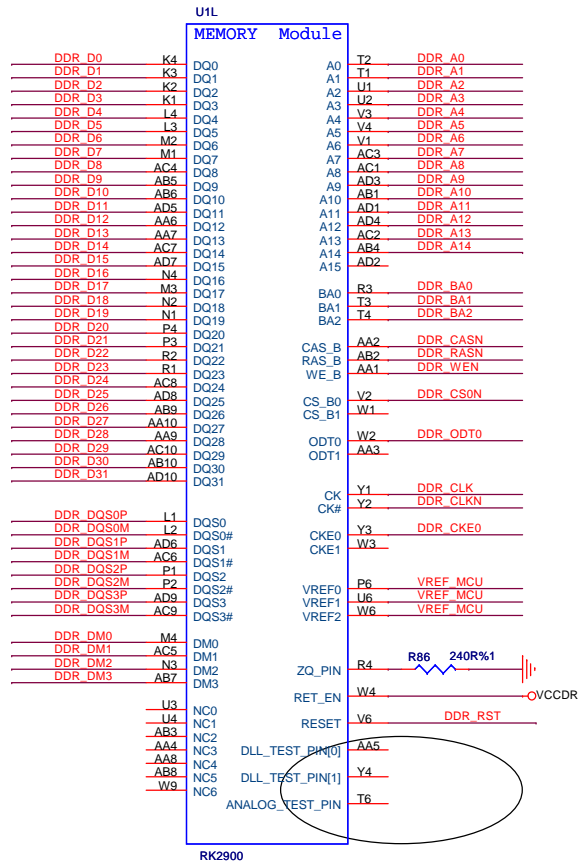 U1L
MEMORY Module
DDR_D0 K4 DQ0 A0 T2 DDR_A0
DDR_D1 K3 DQ1 A1 T1 DDR_A1
DDR_D2 K2 DQ2 A2 U1 DDR_A2
DDR_D3 K1 DQ3 A3 U2 DDR_A3
DDR_D4 L4 DQ4 A4 V3 DDR_A4
DDR_D5 L3 DQ5 A5 V4 DDR_A5
DDR_D6 M2 DQ6 A6 V1 DDR_A6
DDR_D7 M1 DQ7 A7 AC3 DDR_A7
DDR_D8 AC4 DQ8 A8 AC1 DDR_A8
DDR_D9 AB5 DQ9 A9 AD3 DDR_A9
DDR_D10 AB6 DQ10 A10 AB1 DDR_A10
DDR_D11 AD5 DQ11 A11 AD1 DDR_A11
DDR_D12 AA6 DQ12 A12 AD4 DDR_A12
DDR_D13 AA7 DQ13 A13 AC2 DDR_A13
DDR_D14 AC7 DQ14 A14 AB4 DDR_A14
DDR_D15 AD7 DQ15 A15 AD2
DDR_D16 N4 DQ16
DDR_D17 M3 DQ17 BA0 R3 DDR_BA0
DDR_D18 N2 DQ18 BA1 T3 DDR_BA1
DDR_D19 N1 DQ19 BA2 T4 DDR_BA2
DDR_D20 P4 DQ20
DDR_D21 P3 DQ21 CAS_B AA2 DDR_CASN
DDR_D22 R2 DQ22 RAS_B AB2 DDR_RASN
DDR_D23 R1 DQ23 WE_B AA1 DDR_WEN
DDR_D24 AC8 DQ24
DDR_D25 AD8 DQ25 CS_B0 V2 DDR_CS0N
DDR_D26 AB9 DQ26 CS_B1 W1
DDR_D27 AA10 DQ27
DDR_D28 AA9 DQ28 ODT0 W2 DDR_ODT0
DDR_D29 AC10 DQ29 ODT1 AA3
DDR_D30 AB10 DQ30
DDR_D31 AD10 DQ31
CK Y1 DDR_CLK
CK# Y2 DDR_CLKN
DDR_DQS0P L1 DQS0
DDR_DQS0M L2 DQS0# CKE0 Y3 DDR_CKE0
DDR_DQS1P AD6 DQS1 CKE1 W3
DDR_DQS1M AC6 DQS1#
DDR_DQS2P P1 DQS2
DDR_DQS2M P2 DQS2# VREF0 P6 VREF_MCU
DDR_DQS3P AD9 DQS3 VREF1 U6 VREF_MCU
DDR_DQS3M AC9 DQS3# VREF2 W6 VREF_MCU
DDR_DM0 M4 DM0
DDR_DM1 AC5 DM1
DDR_DM2 N3 DM2 ZQ_PIN R4 R86 240R%1
DDR_DM3 AB7 DM3
RET_EN W4 VCCDR
U3 NC0
U4 NC1 RESET V6 DDR_RST
AB3 NC2
AA4 NC3 DLL_TEST_PIN[0] AA5
AA8 NC4
AB8 NC5 DLL_TEST_PIN[1] Y4
W9 NC6
ANALOG_TEST_PIN T6
RK2900